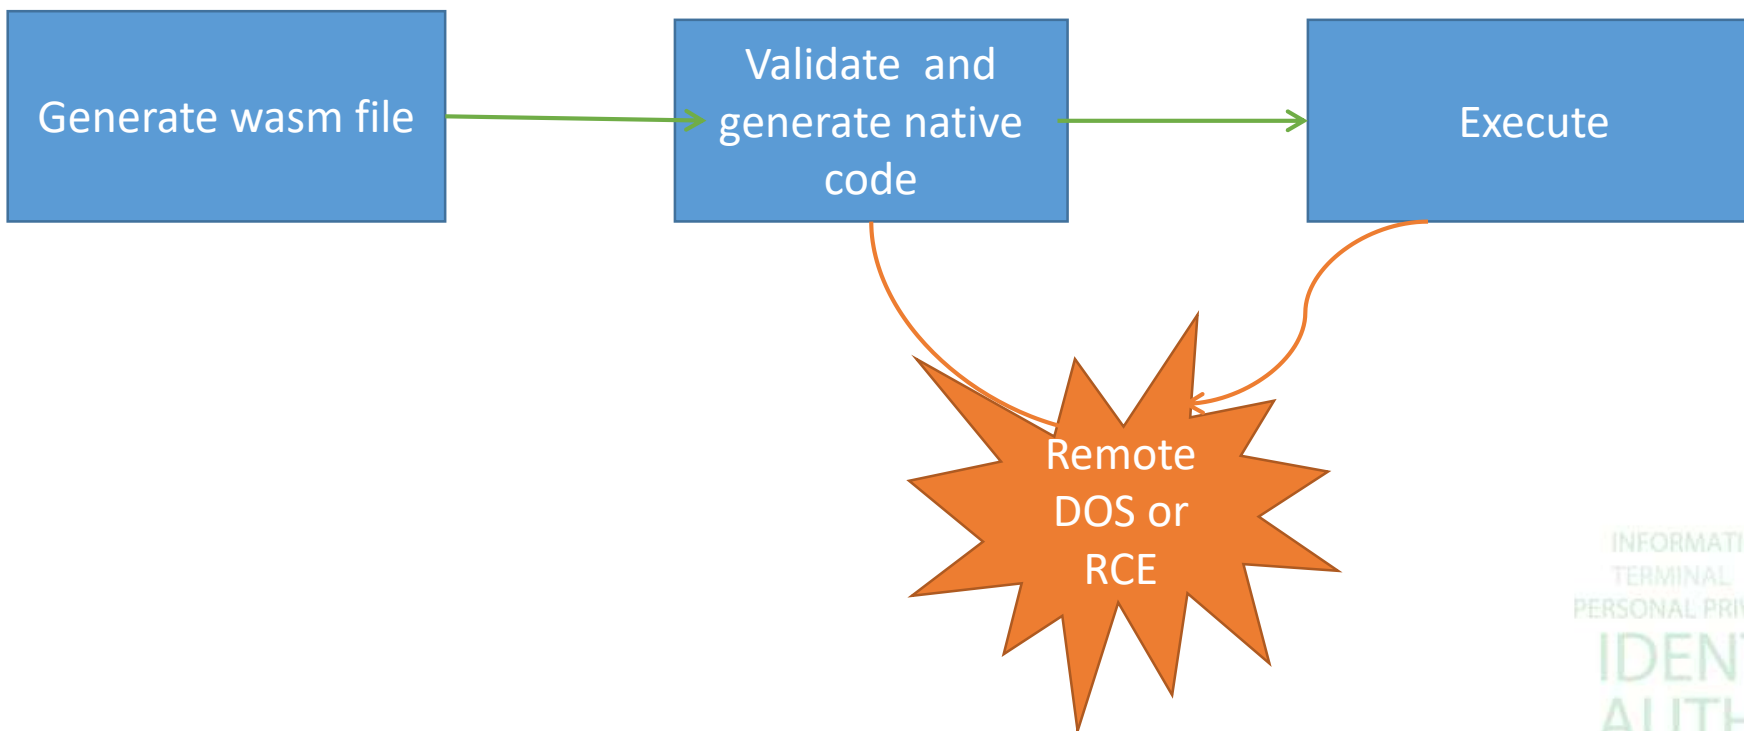 Generate wasm file
Validate and
generate native
code
Execute
Remote
DOS or
RCE
TERMINAL